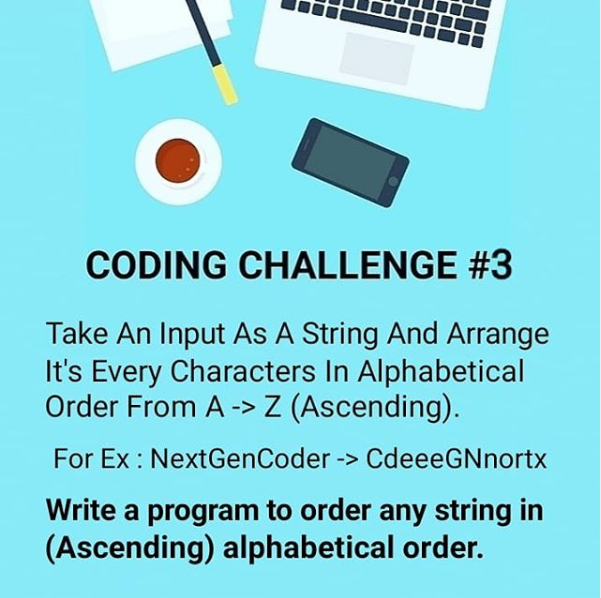 CODING CHALLENGE #3
Take An Input As A String And Arrange
It's Every Characters In Alphabetical
Order From A -> Z (Ascending).
For Ex : NextGenCoder -> CdeeeGNnortx
Write a program to order any string in
(Ascending) alphabetical order.